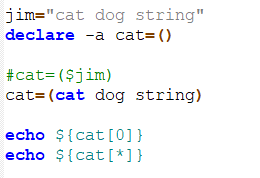 jim="cat dog string"
declare -a cat=()
#cat=($jim)
cat=(cat dog string)
echo ${cat[0]}
echo ${cat[*]}